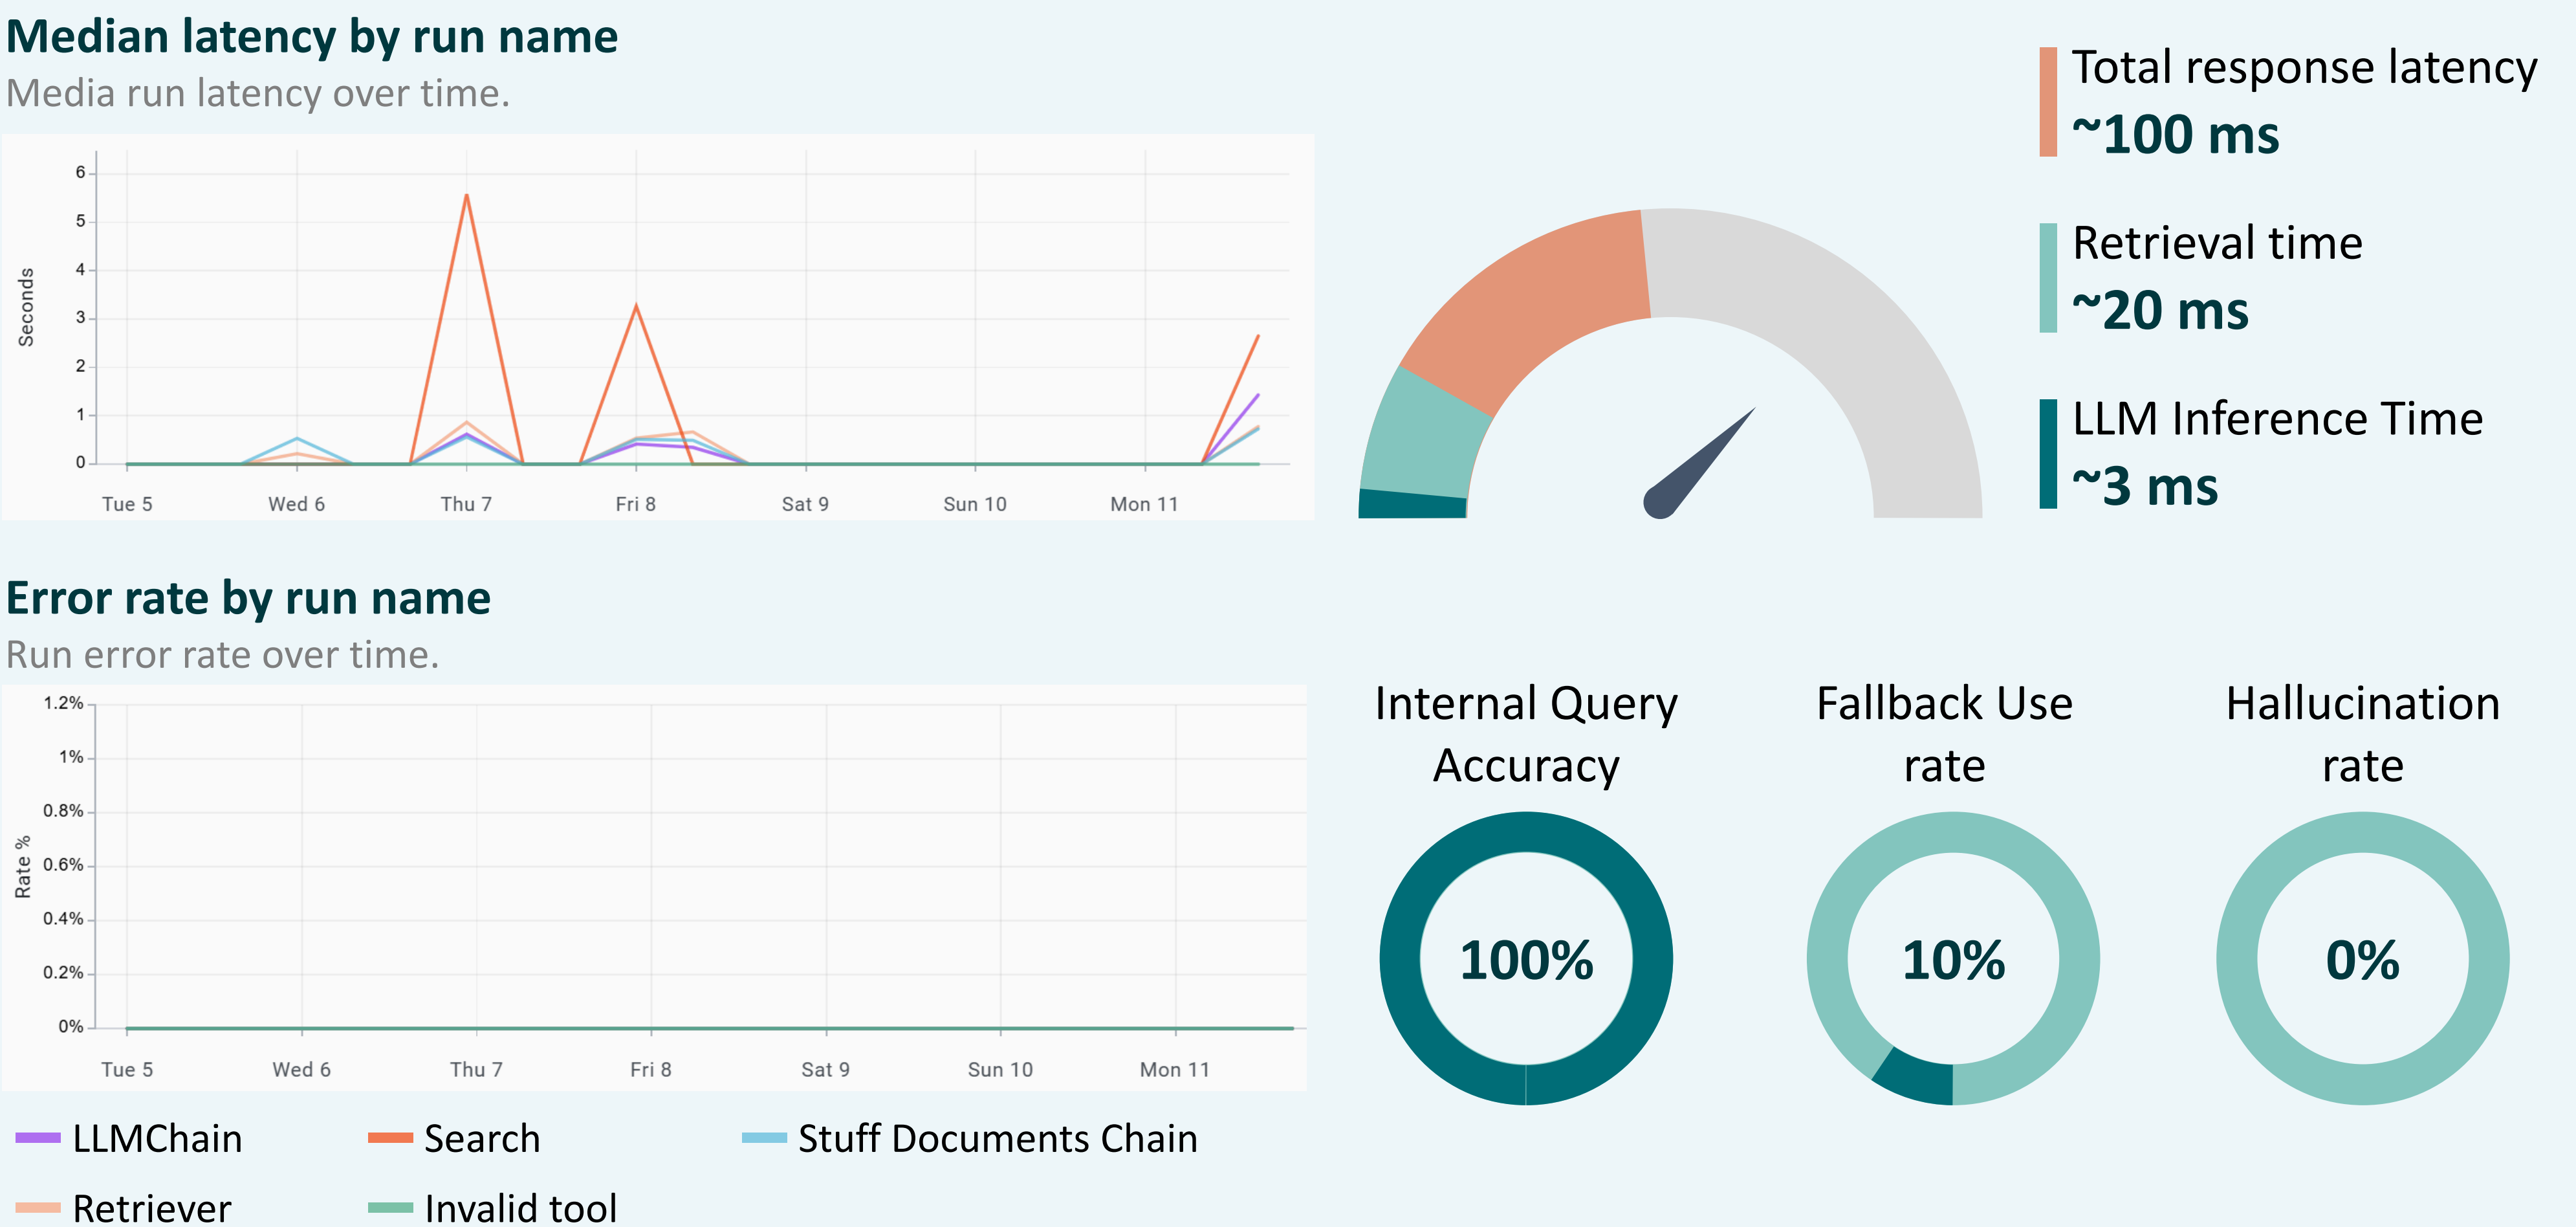 Median latency by run name
Media run latency over time.
Seconds
6
5
4
3
2
1
0
Tue 5 Wed 6 Thu 7 Fri 8 Sat 9 Sun 10 Mon 11
Total response latency
~100 ms
Retrieval time
~20 ms
LLM Inference Time
~3 ms
Error rate by run name
Run error rate over time.
Rate %
1.2%
1%
0.8%
0.6%
0.4%
0.2%
0%
Tue 5 Wed 6 Thu 7 Fri 8 Sat 9 Sun 10 Mon 11
LLMChain Search Stuff Documents Chain
Retriever Invalid tool
Internal Query
Accuracy
100%
Fallback Use
rate
10%
Hallucination
rate
0%